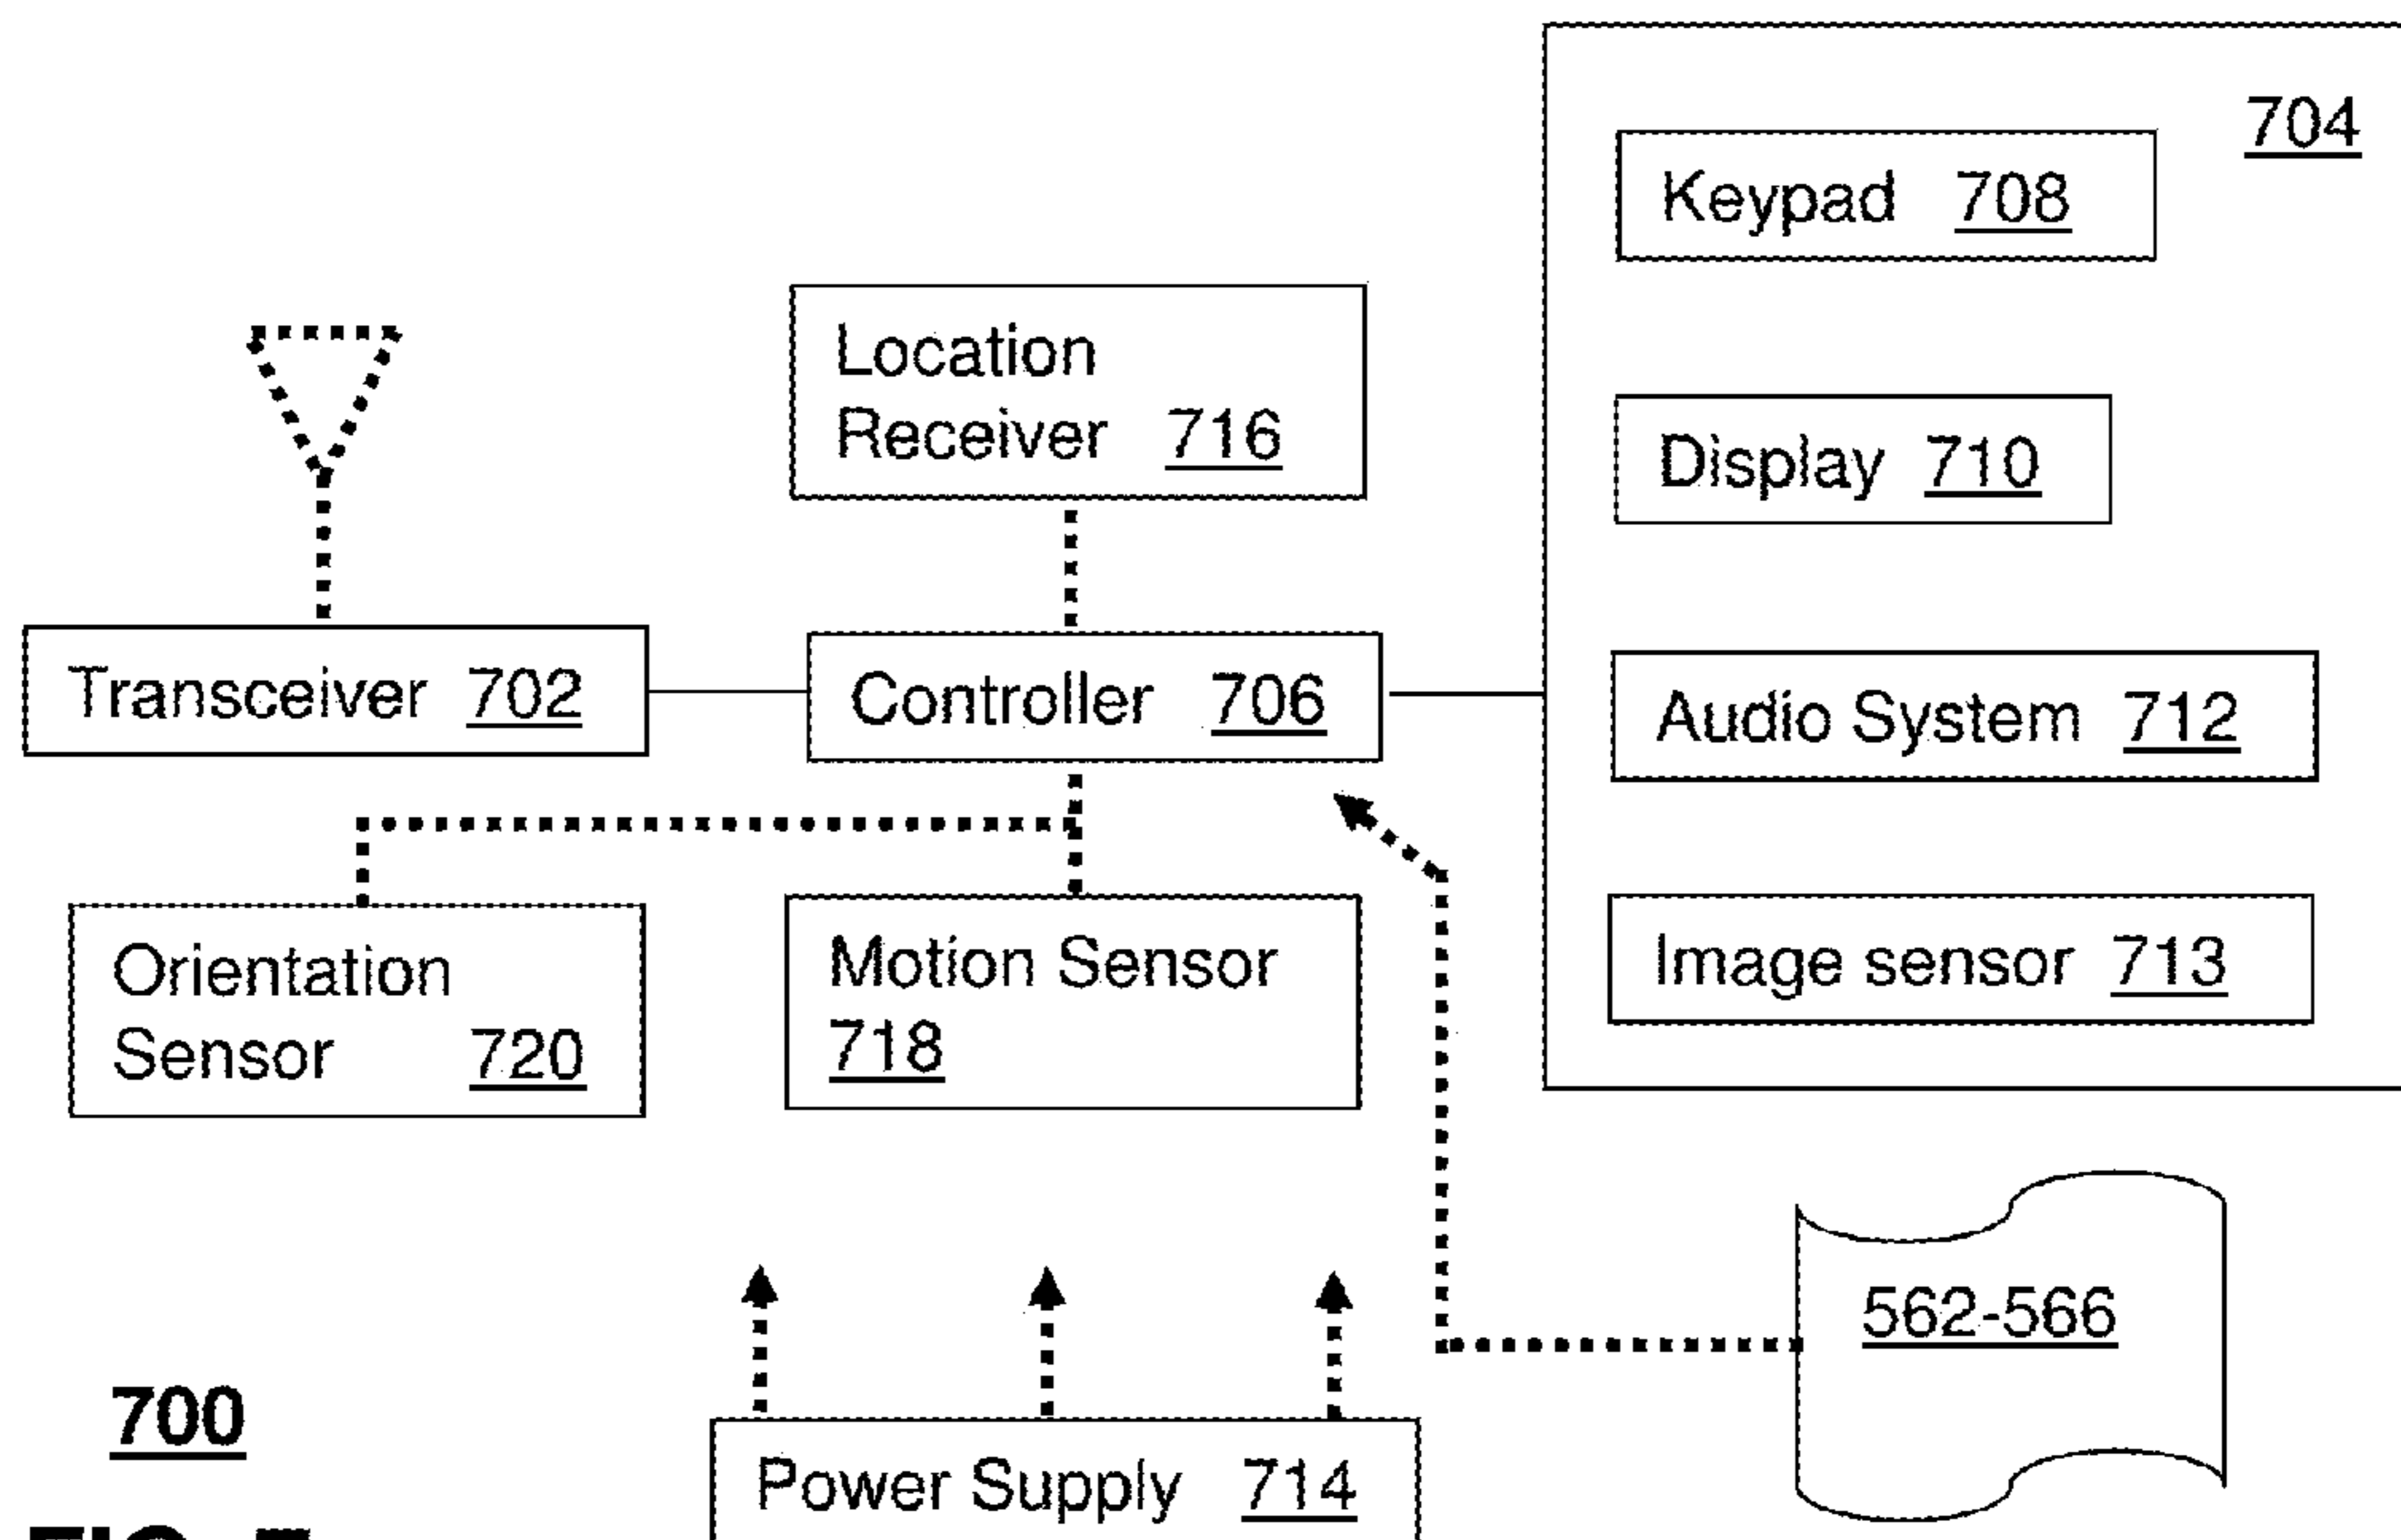 704
Keypad 708
Location
Receiver 716
Display 710
Transceiver 702
Controller 706
Audio System 712
Orientation
Sensor 720
Motion Sensor
718
Image sensor 713
562-566
700
Power Supply 714